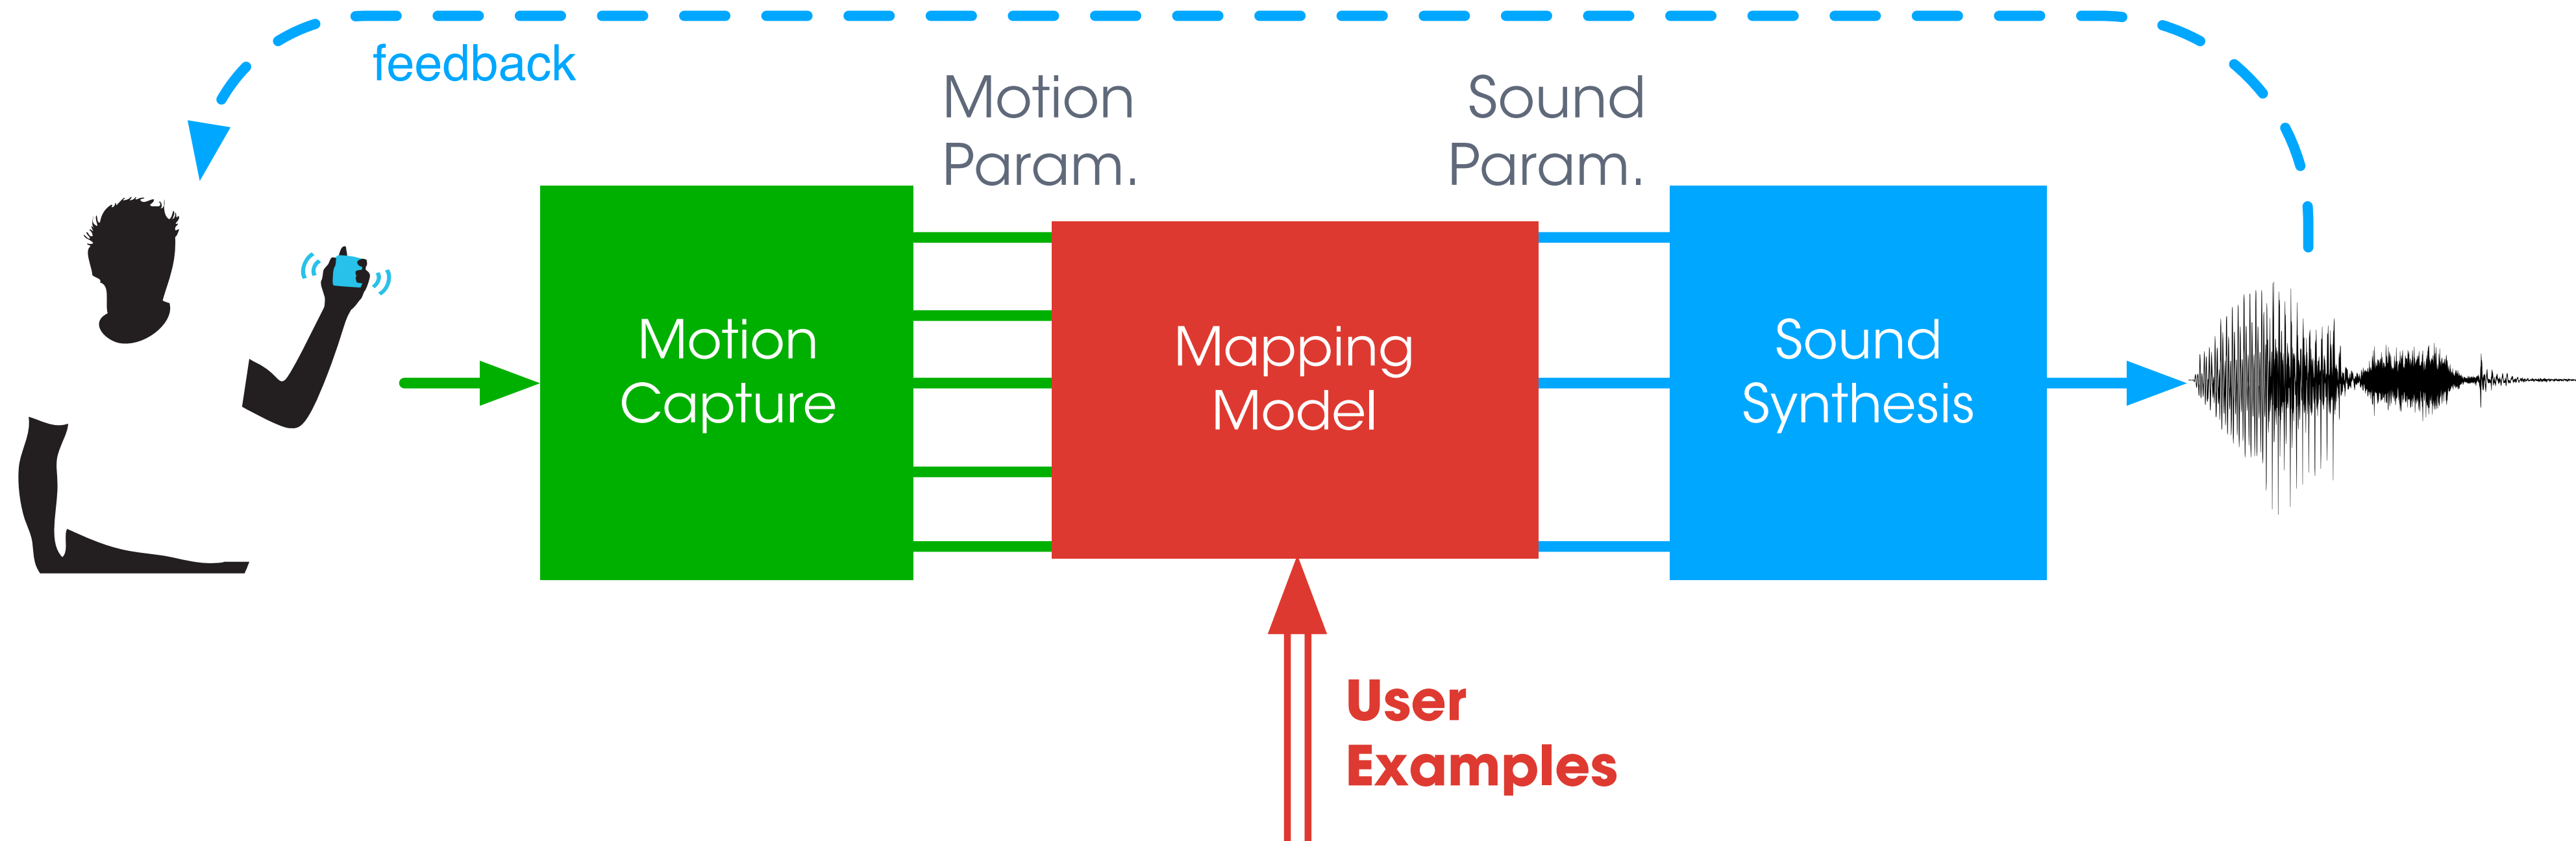 feedback
Motion
Param.
Sound
Param.
Motion
Capture
Mapping
Model
Sound
Synthesis
User
Examples